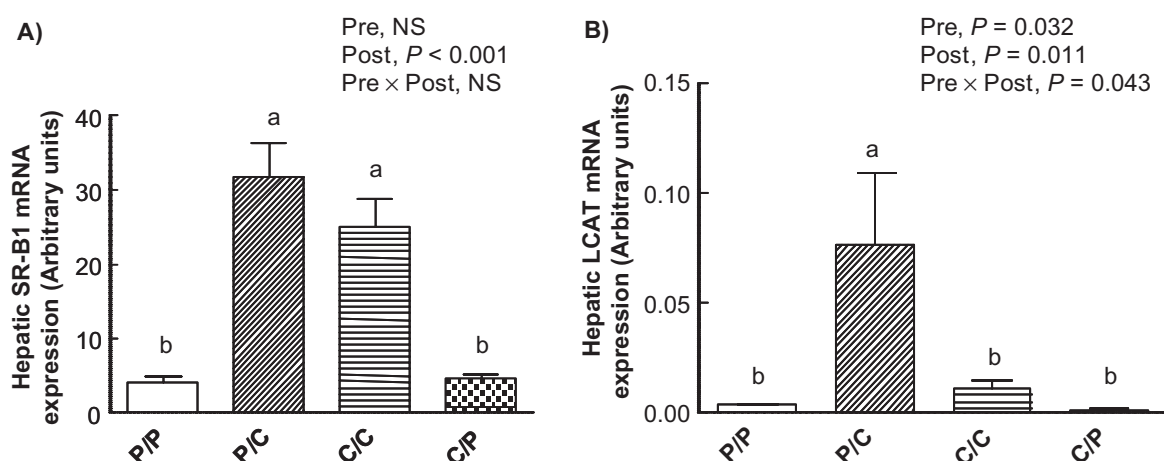 A)
Pre, NS
Post, P < 0.001
Pre × Post, NS
Hepatic SR-B1 mRNA
expression (Arbitrary units)
40
30
20
10
0
a
a
b
b
P/P
P/C
C/C
C/P
B)
Pre, P = 0.032
Post, P = 0.011
Pre × Post, P = 0.043
Hepatic LCAT mRNA
expression (Arbitrary units)
0.15
0.10
0.05
0.00
a
b
b
b
P/P
P/C
C/C
C/P